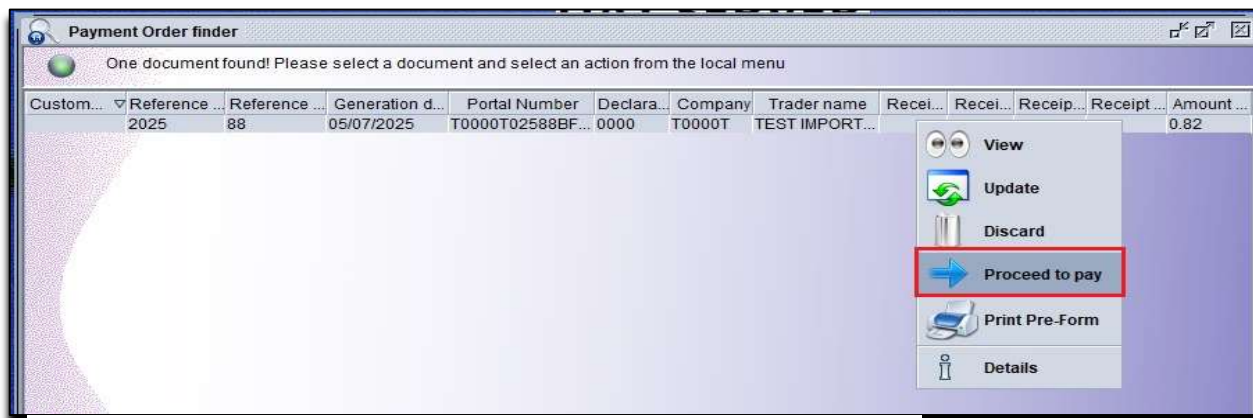 Payment Order finder
One document found! Please select a document and select an action from the local menu
Custom... Reference ... Reference ... Generation d... Portal Number Declara... Company Trader name Recei... Recei... Receip... Receipt ... Amount ...
2025 88 05/07/2025 T0000T02588BF... 0000 T0000T TEST IMPORT... 0.82
View
Update
Discard
Proceed to pay
Print Pre-Form
Details